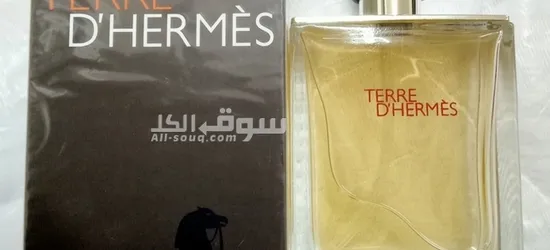 TERRE
D'HERMÈS
سوق الكل
All-souq.com
TERRE
D'HERMÈS